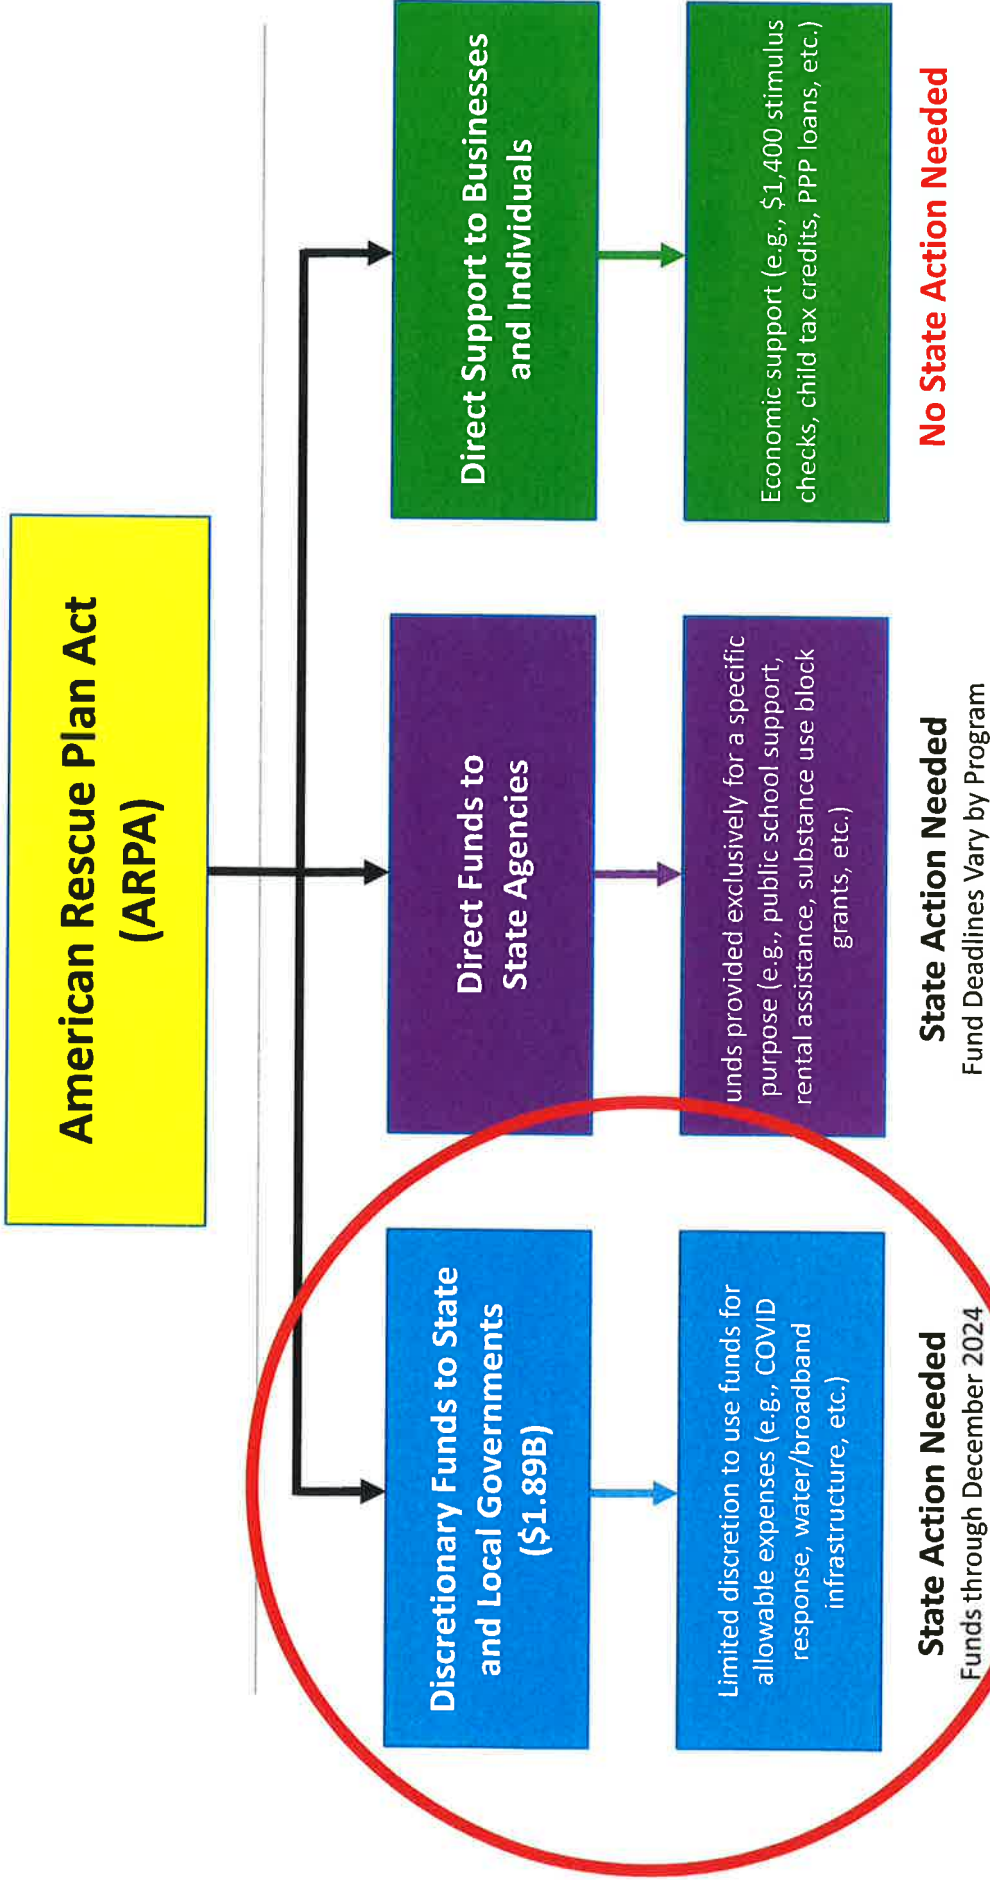 American Rescue Plan Act
(ARPA)
Discretionary Funds to State
and Local Governments
($1.89B)
Limited discretion to use funds for
allowable expenses (e.g., COVID
response, water/broadband
infrastructure, etc.)
State Action Needed
Funds through December 2024
Direct Funds to
State Agencies
unds provided exclusively for a specific
purpose (e.g., public school support,
rental assistance, substance use block
grants, etc.)
State Action Needed
Fund Deadlines Vary by Program
Direct Support to Businesses
and Individuals
Economic support (e.g., $1,400 stimulus
checks, child tax credits, PPP loans, etc.)
No State Action Needed